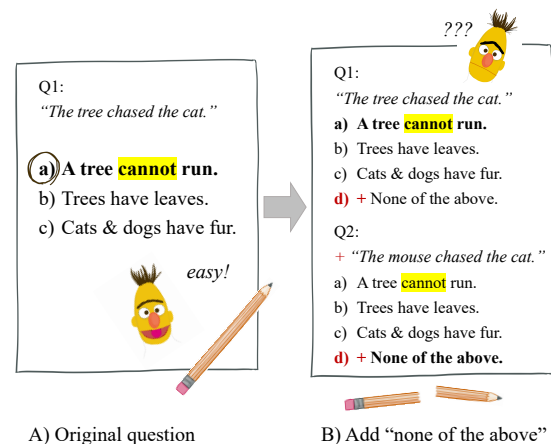 Q1:
“The tree chased the cat.”
a) A tree cannot run.
b) Trees have leaves.
c) Cats & dogs have fur.
easy!
A) Original question
???
Q1:
“The tree chased the cat.”
a) A tree cannot run.
b) Trees have leaves.
c) Cats & dogs have fur.
d) + None of the above.
Q2:
+ “The mouse chased the cat.”
a) A tree cannot run.
b) Trees have leaves.
c) Cats & dogs have fur.
d) + None of the above.
B) Add “none of the above”